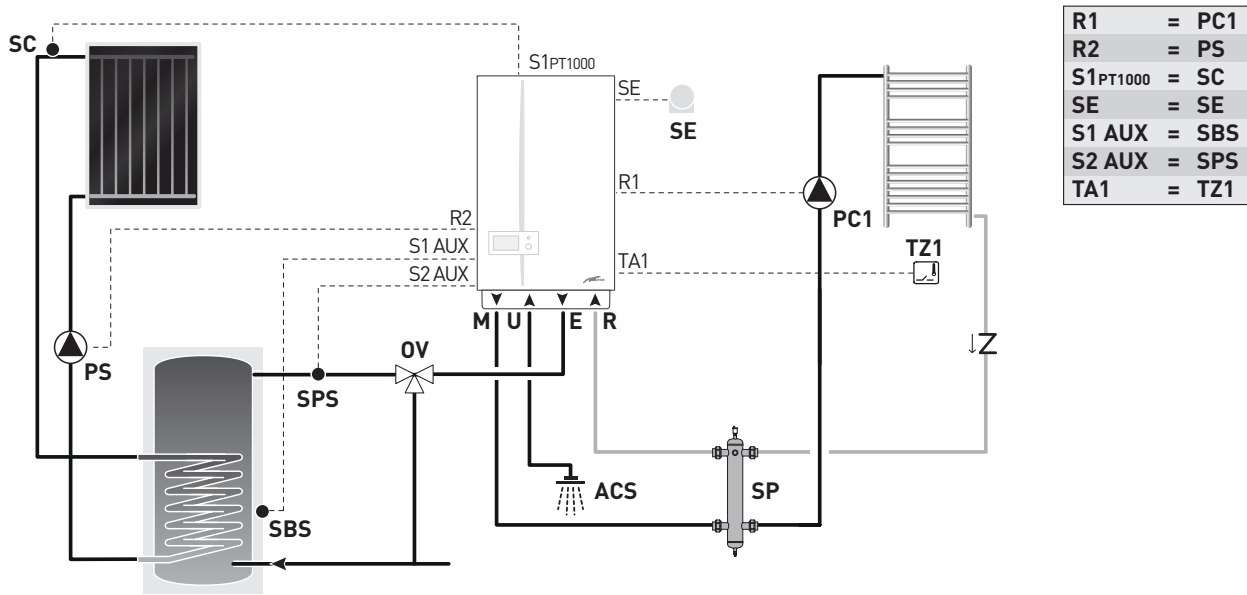 SC
S1PT1000
SE
SE
R1
PC1
R2
S1 AUX
S2 AUX
TA1
TZ1
M U E R
PS
OV
SPS
Z
ACS
SP
SBS
R1 = PC1
R2 = PS
S1PT1000 = SC
SE = SE
S1 AUX = SBS
S2 AUX = SPS
TA1 = TZ1